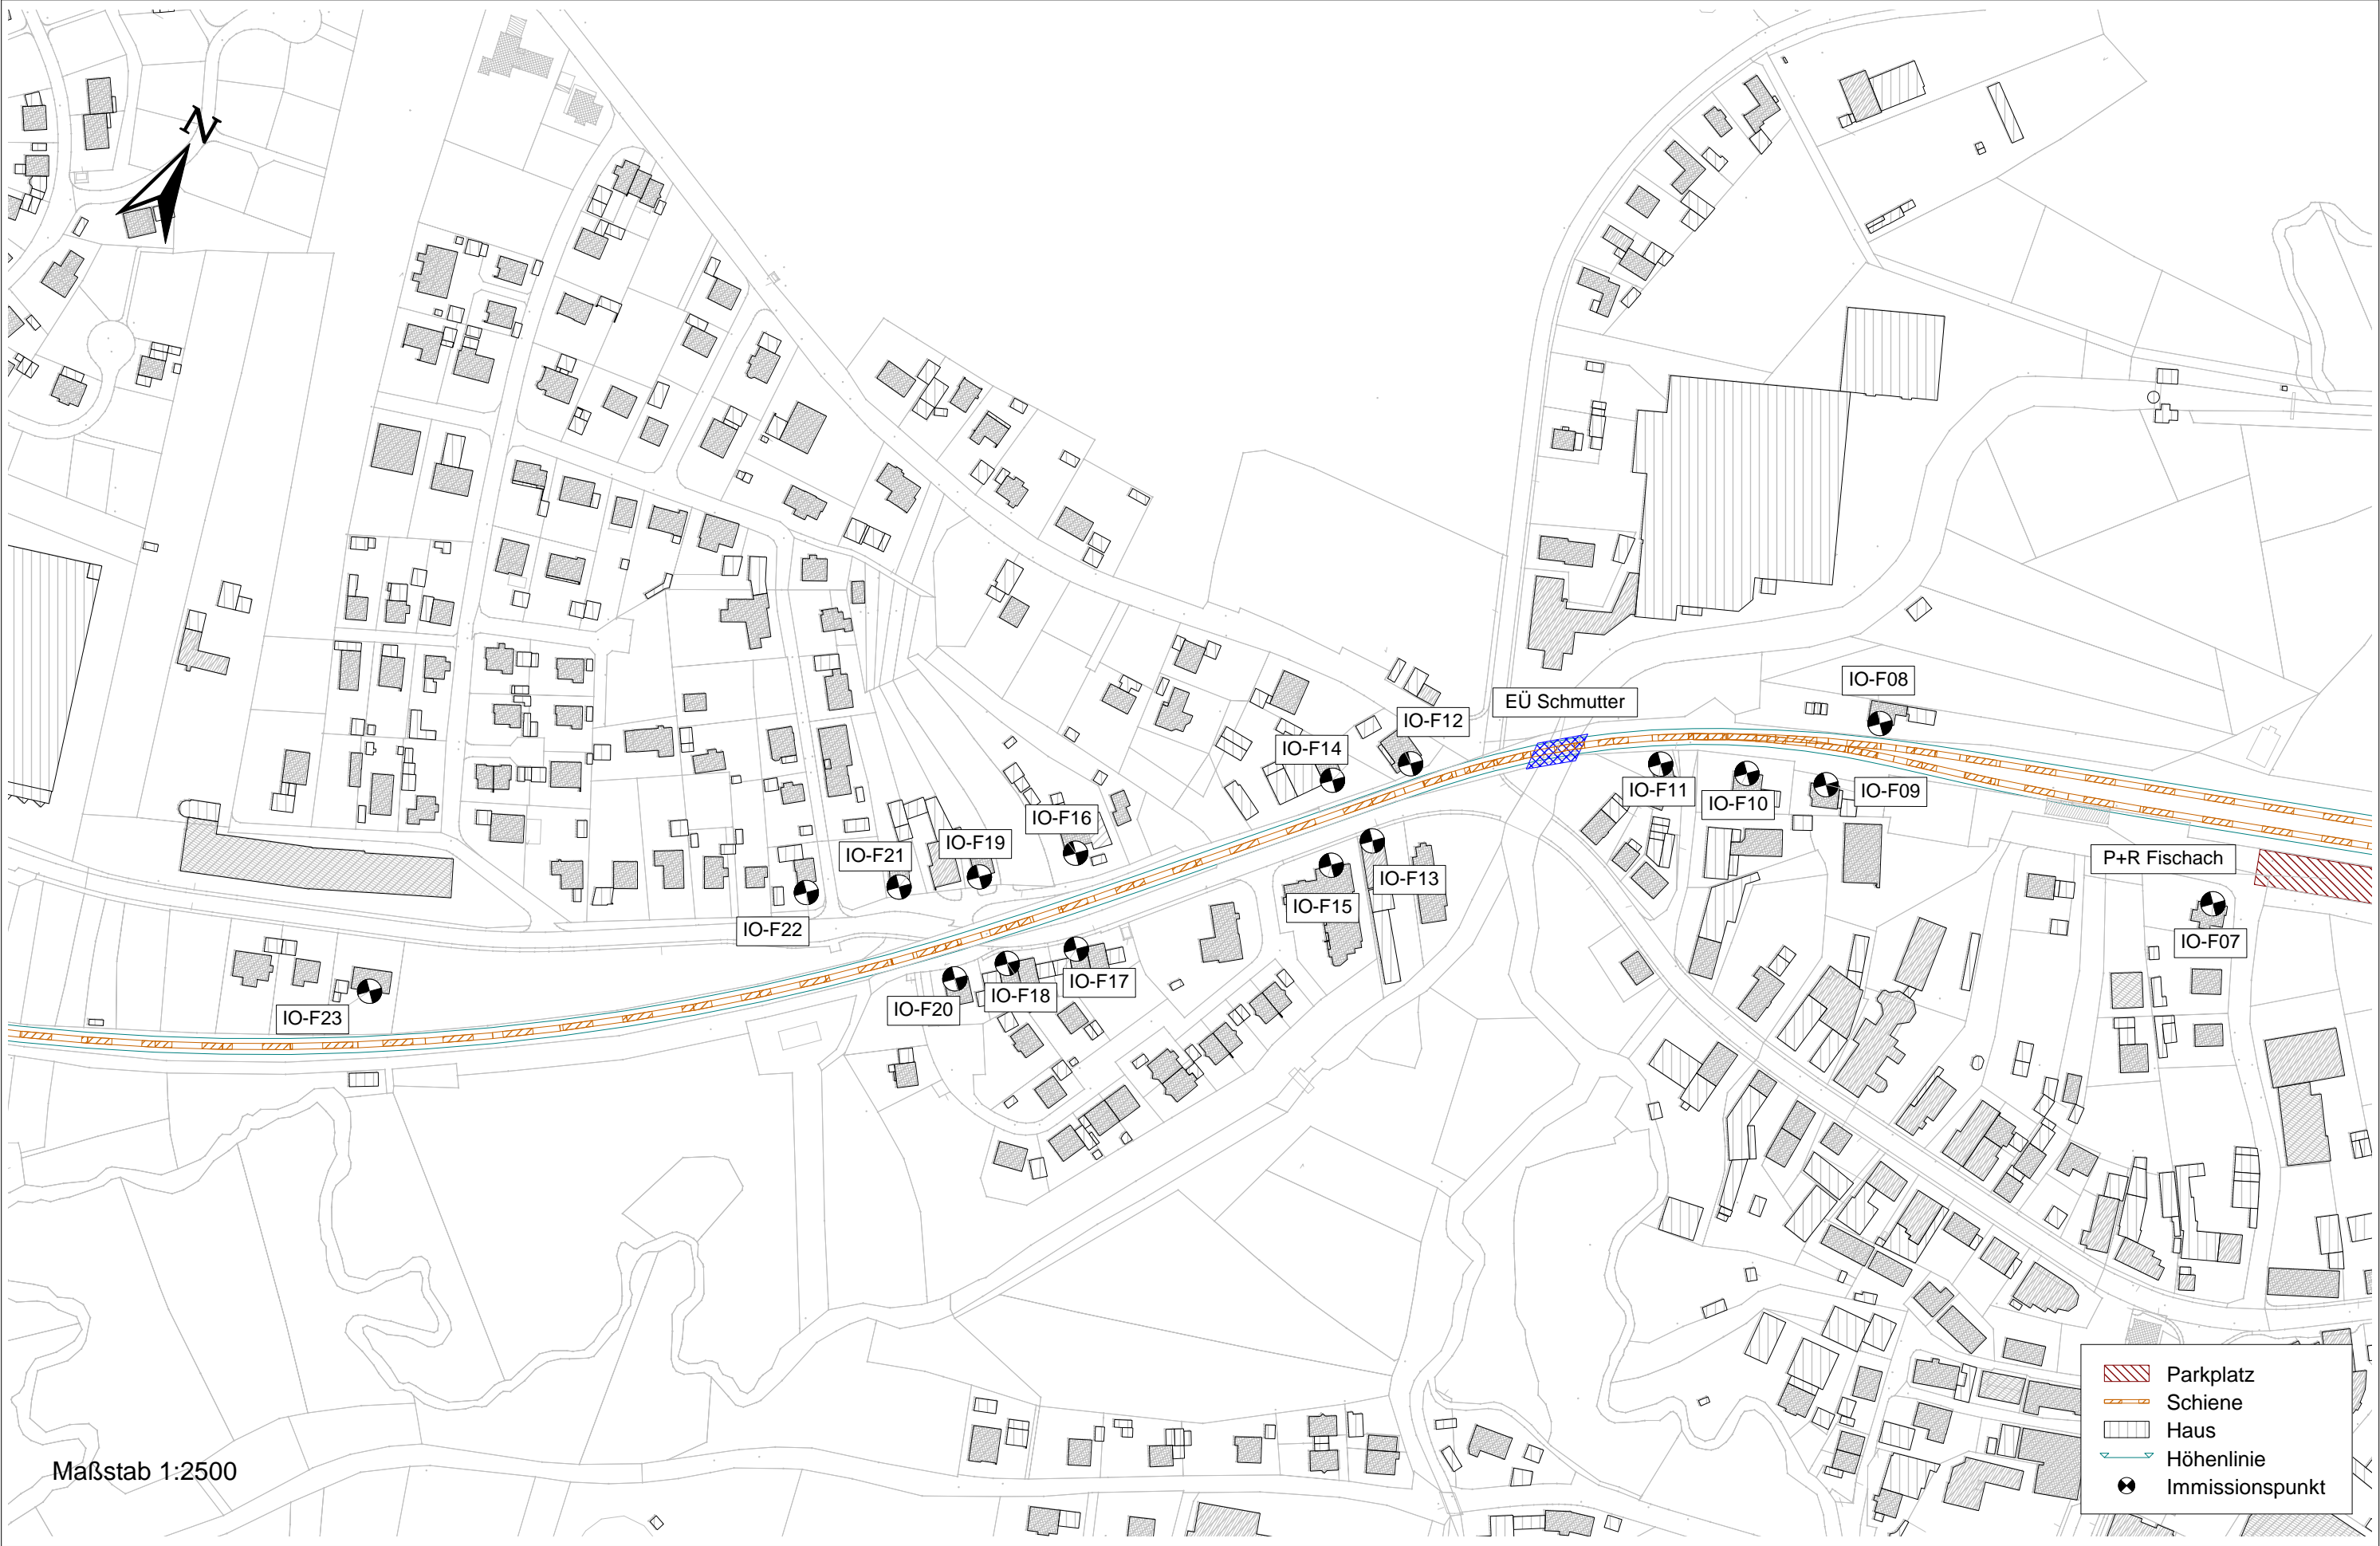 N
IO-F08
EÜ Schmutter
IO-F12
IO-F14
IO-F11
IO-F09
IO-F10
IO-F16
IO-F19
IO-F21
P+R Fischach
IO-F13
IO-F15
IO-F22
IO-F07
IO-F17
IO-F18
IO-F20
IO-F23
Parkplatz
Schiene
Haus
Höhenlinie
Immissionspunkt
Maßstab 1:2500